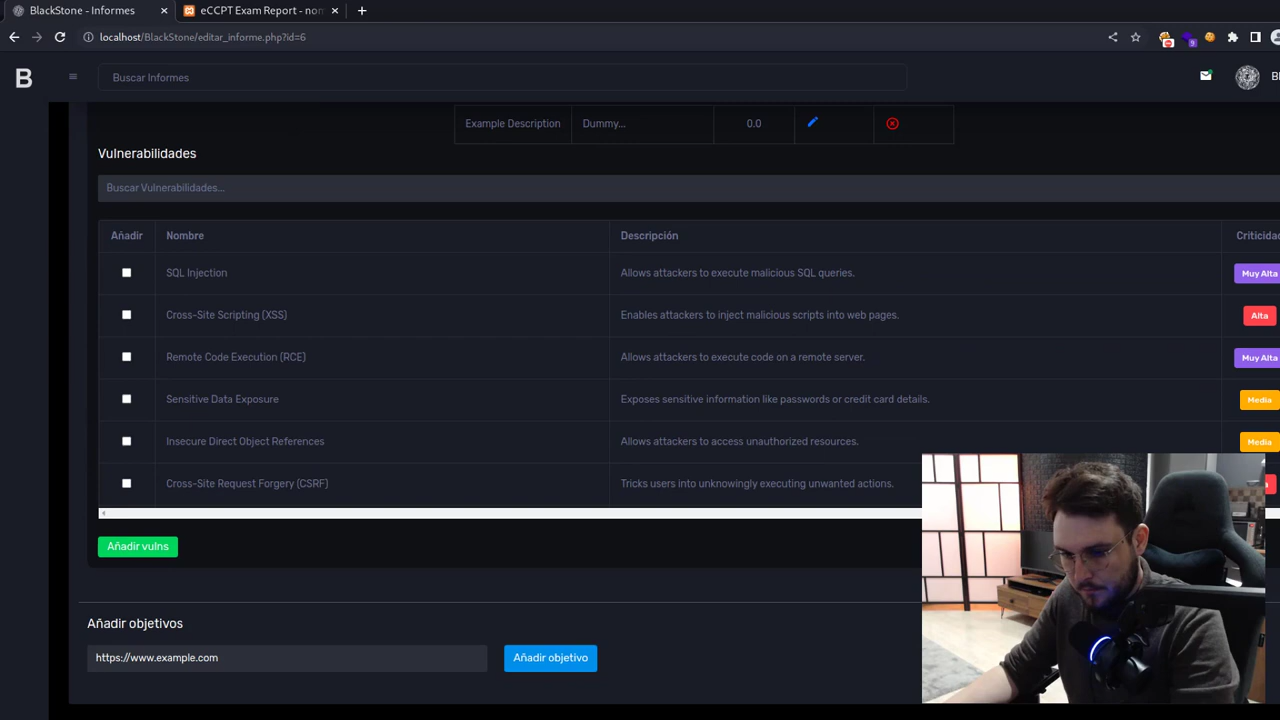 BlackStone - Informes
eCCPT Exam Report - non
localhost/BlackStone/editar_informe.php?id=6
9
B
Buscar Informes
Bl
Example Description Dummy... 0.0
Vulnerabilidades
Buscar Vulnerabilidades...
Añadir Nombre Descripción Criticidad
SQL Injection Allows attackers to execute malicious SQL queries. Muy Alta
Cross-Site Scripting (XSS) Enables attackers to inject malicious scripts into web pages. Alta
Remote Code Execution (RCE) Allows attackers to execute code on a remote server. Muy Alta
Sensitive Data Exposure Exposes sensitive information like passwords or credit card details. Media
Insecure Direct Object References Allows attackers to access unauthorized resources. Media
Cross-Site Request Forgery (CSRF) Tricks users into unknowingly executing unwanted actions. a
Añadir vulns
Añadir objetivos
https://www.example.com Añadir objetivo